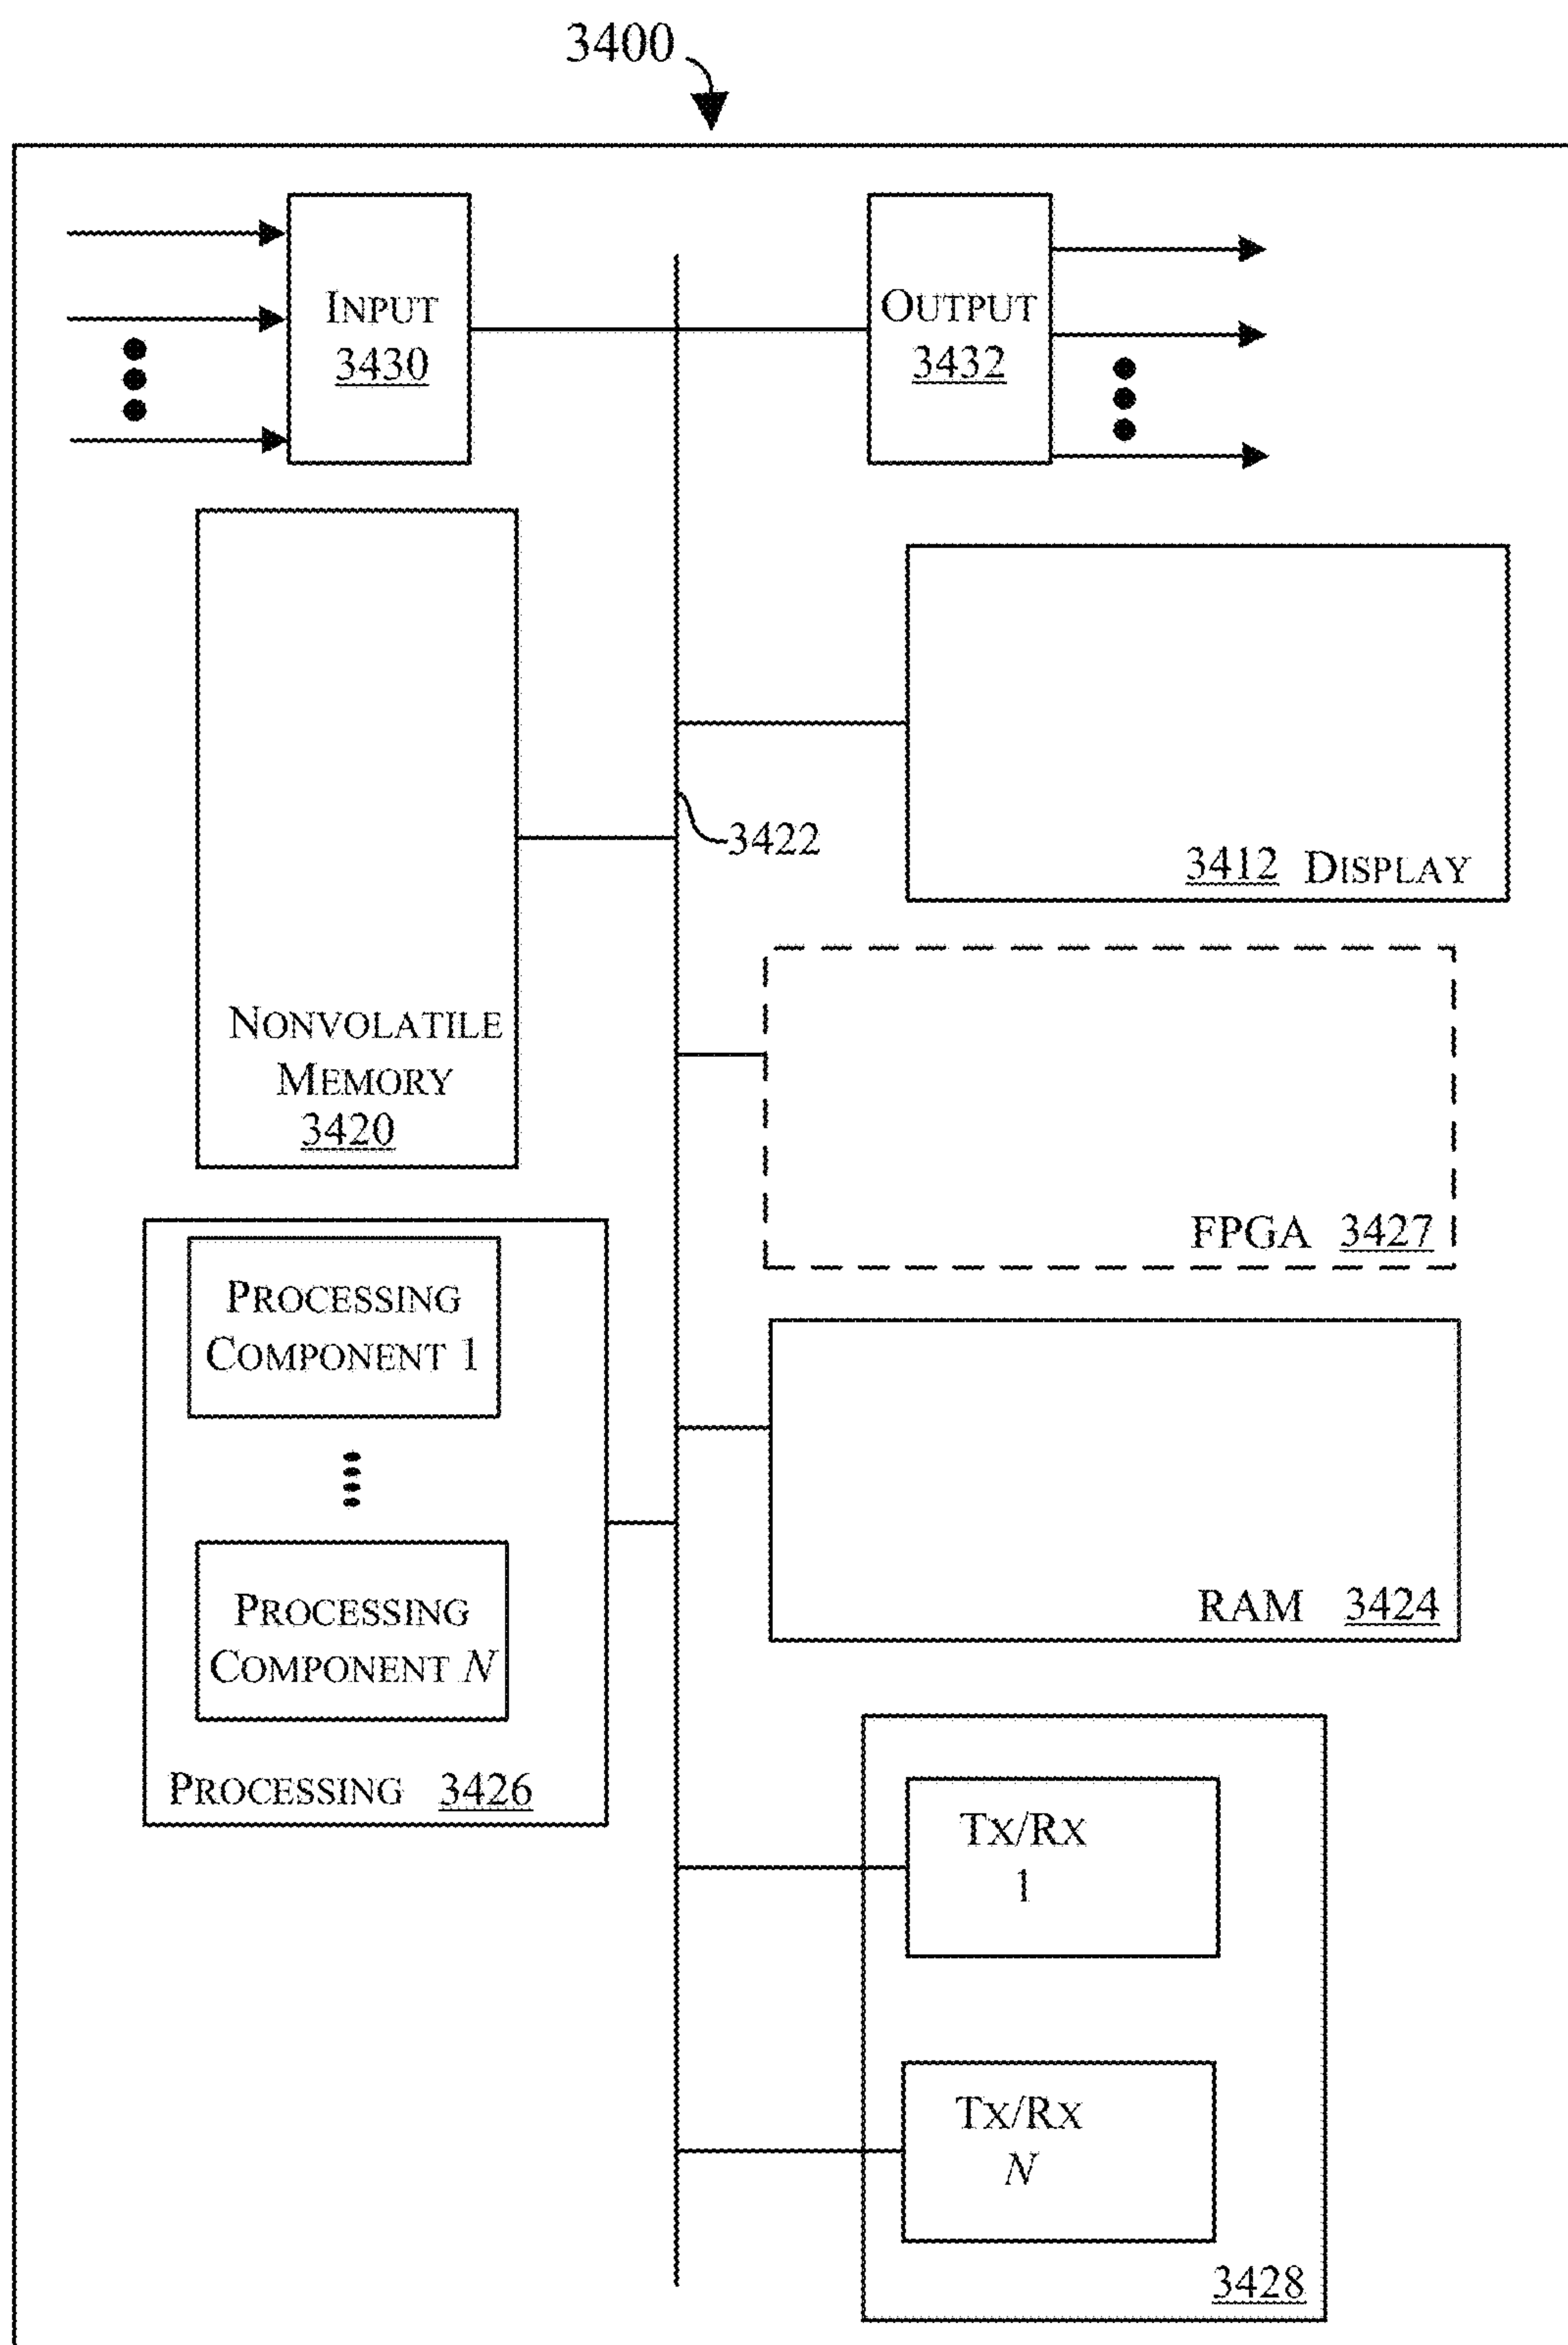 3400
INPUT
3430
OUTPUT
3432
3422
3412 DISPLAY
NONVOLATILE
MEMORY
3420
FPGA 3427
PROCESSING
COMPONENT 1
PROCESSING
COMPONENT N
PROCESSING 3426
RAM 3424
TX/RX
1
TX/RX
N
3428